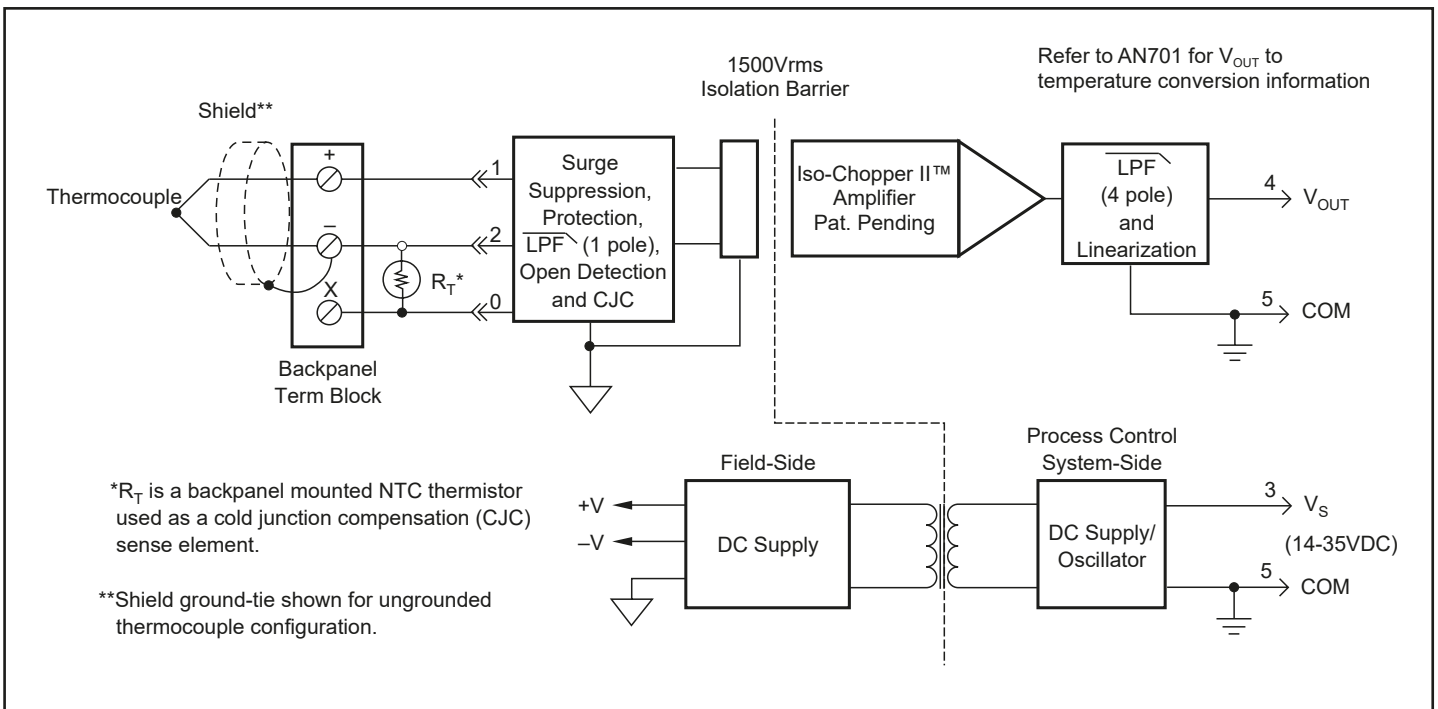 1500Vrms
Isolation Barrier
Refer to AN701 for VOUT to
temperature conversion information
Shield**
Thermocouple
+
–
X
Backpanel
Term Block
RT*
1
2
0
Surge
Suppression,
Protection,
LPF (1 pole),
Open Detection
and CJC
Iso-Chopper II™
Amplifier
Pat. Pending
LPF
(4 pole)
and
Linearization
4
VOUT
5
COM
*RT is a backpanel mounted NTC thermistor
used as a cold junction compensation (CJC)
sense element.
**Shield ground-tie shown for ungrounded
thermocouple configuration.
Field-Side
+V
–V
DC Supply
Process Control
System-Side
DC Supply/
Oscillator
3
VS
(14-35VDC)
5
COM